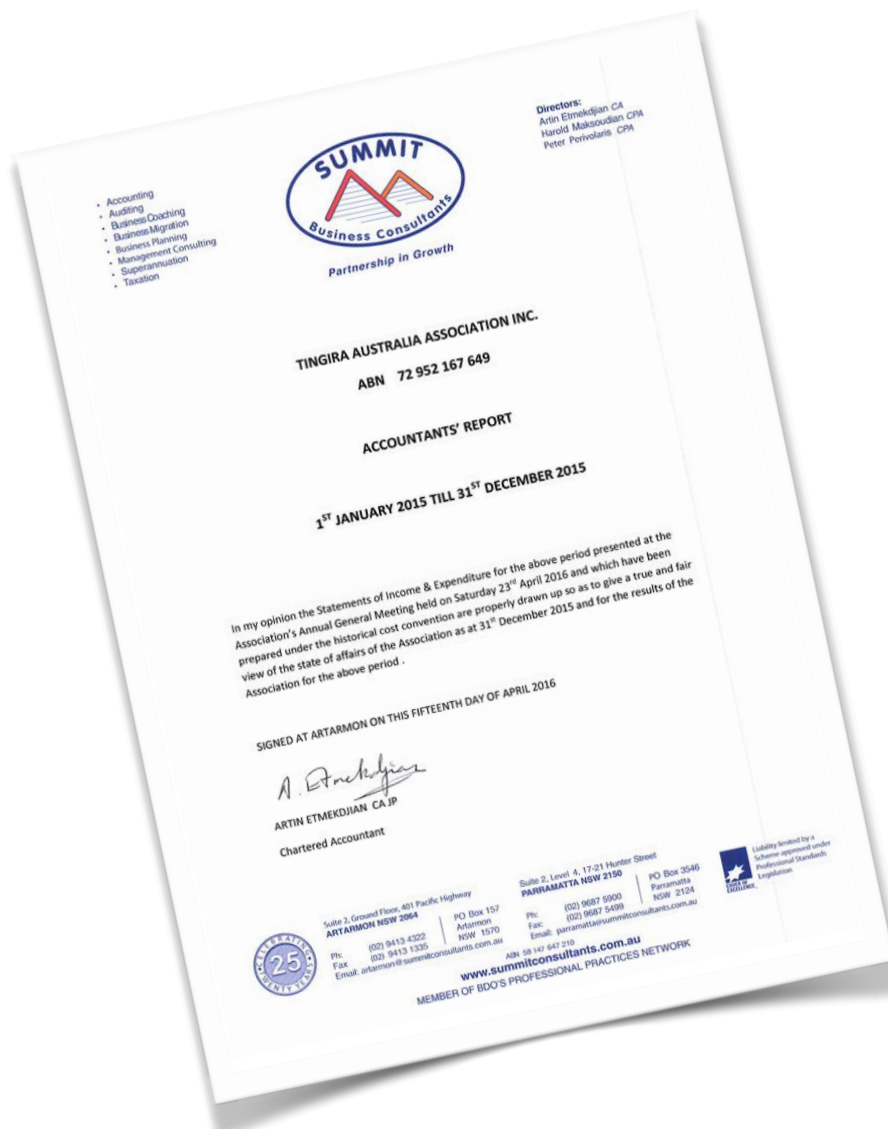 Directors:
Artin Etmekdjian CA
Harold Maksoudian CPA
Peter Perivolaris CPA
• Accounting
• Auditing
• Business Coaching
• Business Migration
• Business Planning
• Management Consulting
• Superannuation
• Taxation
SUMMIT
Business Consultants
Partnership in Growth
TINGIRA AUSTRALIA ASSOCIATION INC.
ABN 72 952 167 649
ACCOUNTANTS' REPORT
1ST JANUARY 2015 TILL 31ST DECEMBER 2015
In my opinion the Statements of Income & Expenditure for the above period presented at the
Association's Annual General Meeting held on Saturday 23rd April 2016 and which have been
prepared under the historical cost convention are properly drawn up so as to give a true and fair
view of the state of affairs of the Association as at 31st December 2015 and for the results of the
Association for the above period .
SIGNED AT ARTARMON ON THIS FIFTEENTH DAY OF APRIL 2016
A. Etmekdjian
ARTIN ETMEKDJIAN CA JP
Chartered Accountant
CELEBRATING
25
TWENTY YEARS
Suite 2, Ground Floor, 401 Pacific Highway
ARTARMON NSW 2064
Ph: (02) 9413 4322
Fax (02) 9413 1335
Email: artarmon@summitconsultants.com.au
PO Box 157
Artarmon
NSW 1570
Suite 2, Level 4, 17-21 Hunter Street
PARRAMATTA NSW 2150
Ph: (02) 9687 5900
Fax: (02) 9687 5499
Email: parramatta@summitconsultants.com.au
PO Box 3546
Parramatta
NSW 2124
Liability limited by a
Scheme approved under
Professional Standards
Legislation
ABN 58 147 647 210
www.summitconsultants.com.au
MEMBER OF BDO'S PROFESSIONAL PRACTICES NETWORK